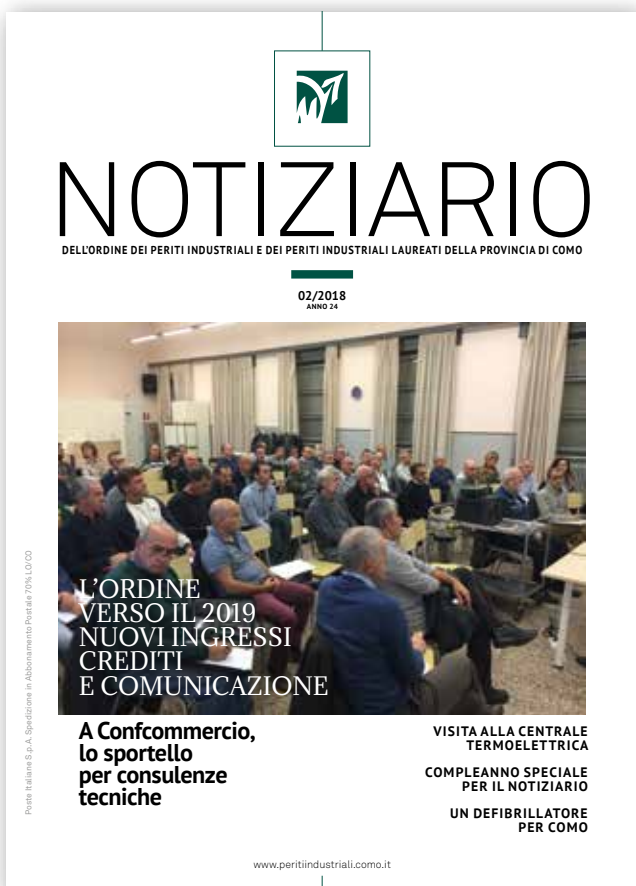 NOTIZIARIO
DELL'ORDINE DEI PERITI INDUSTRIALI E DEI PERITI INDUSTRIALI LAUREATI DELLA PROVINCIA DI COMO
02/2018
ANNO 24
L'ORDINE
VERSO IL 2019
NUOVI INGRESSI
CREDITI
E COMUNICAZIONE
A Confcommercio,
lo sportello
per consulenze
tecniche
VISITA ALLA CENTRALE
TERMOELETTRICA
COMPLEANNO SPECIALE
PER IL NOTIZIARIO
UN DEFIBRILLATORE
PER COMO
Poste Italiane S.p.A. Spedizione in Abbonamento Postale 70% LO/CO
www.peritiindustriali.como.it